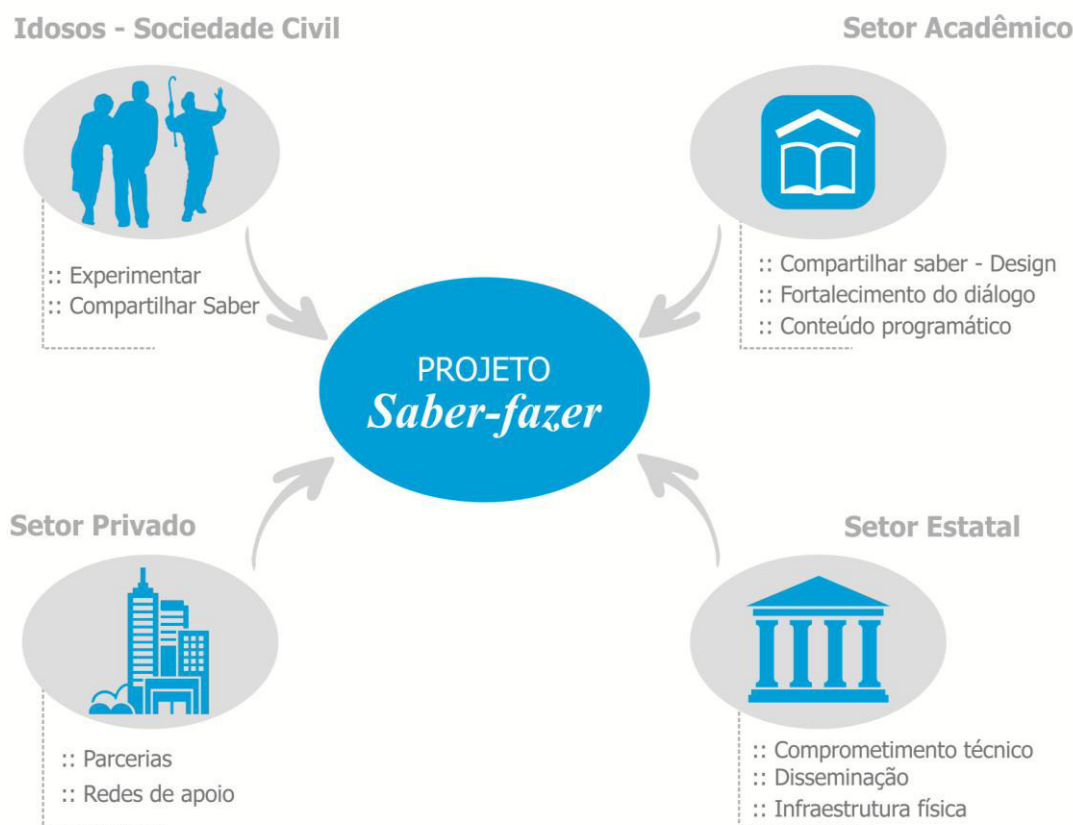 Idosos - Sociedade Civil
:: Experimentar
:: Compartilhar Saber
Setor Acadêmico
:: Compartilhar saber - Design
:: Fortalecimento do diálogo
:: Conteúdo programático
PROJETO
Saber-fazer
Setor Privado
:: Parcerias
:: Redes de apoio
Setor Estatal
:: Comprometimento técnico
:: Disseminação
:: Infraestrutura física